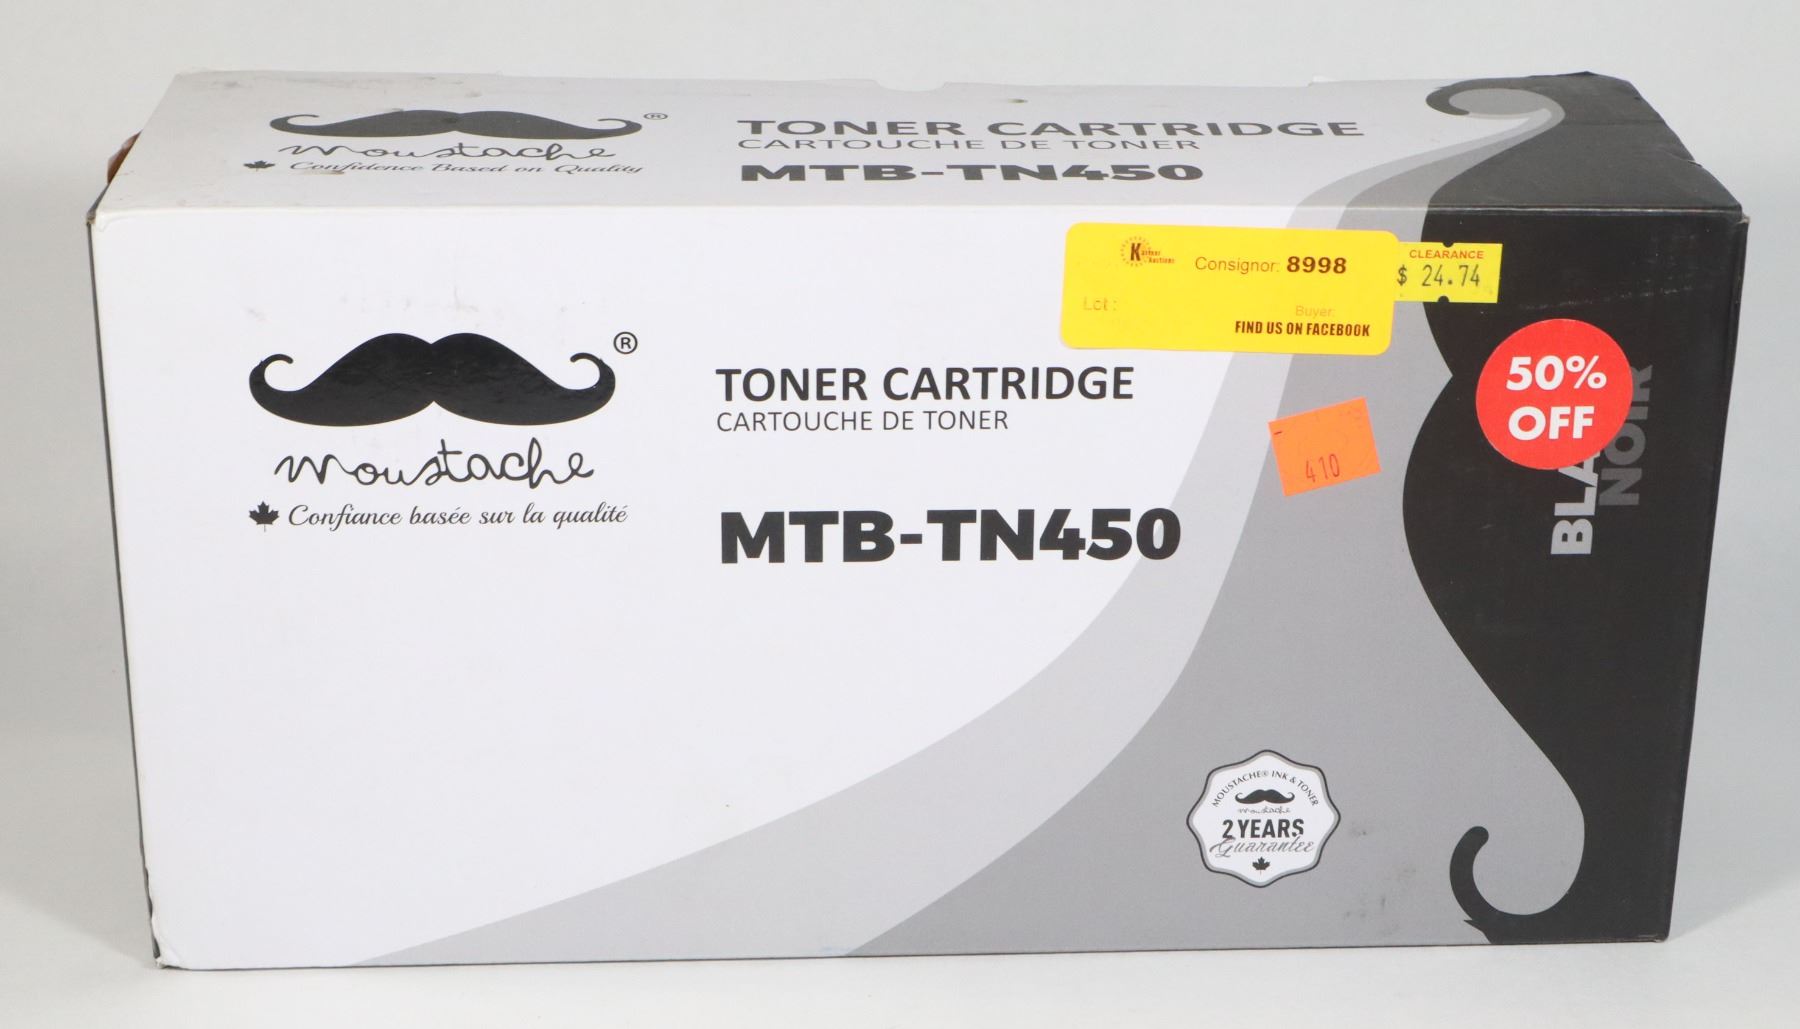 moustache ®
Confidence Based on Quality
TONER CARTRIDGE
CARTOUCHE DE TONER
MTB-TN450
Consignor: 8998
Lot:
Buyer:
FIND US ON FACEBOOK
CLEARANCE
$ 24.74
50%
OFF
®
moustache
Confiance basée sur la qualité
TONER CARTRIDGE
CARTOUCHE DE TONER
MTB-TN450
410
BLA
NOIR
MOUSTACHE® INK & TONER
moustache
2 YEARS
Guarantee